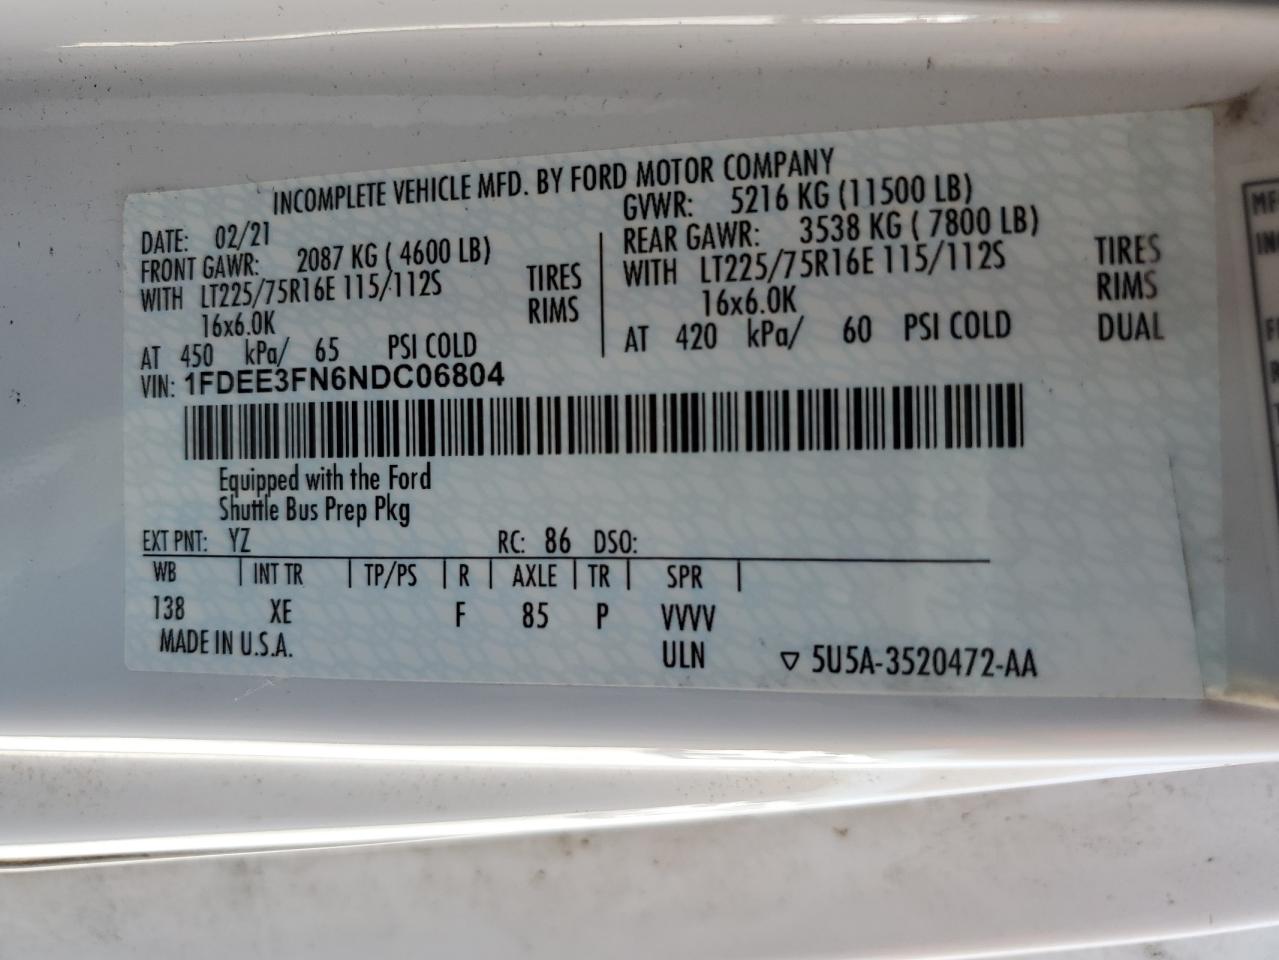 INCOMPLETE VEHICLE MFD. BY FORD MOTOR COMPANY
DATE: 02/21
FRONT GAWR: 2087 KG ( 4600 LB)
WITH LT225/75R16E 115/112S TIRES
16x6.0K RIMS
AT 450 kPa/ 65 PSI COLD
GVWR: 5216 KG (11500 LB)
REAR GAWR: 3538 KG ( 7800 LB)
WITH LT225/75R16E 115/112S TIRES
16x6.0K RIMS
AT 420 kPa/ 60 PSI COLD DUAL
VIN: 1FDEE3FN6NDC06804
Equipped with the Ford
Shuttle Bus Prep Pkg
EXT PNT: YZ RC: 86 DSO:
WB | INT TR | TP/PS | R | AXLE | TR | SPR |
138 XE F 85 P VVVV
MADE IN U.S.A. ULN ▽ 5U5A-3520472-AA